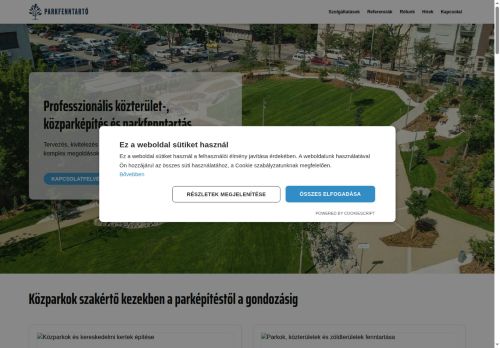 PARKFENNTARTÓ
Szolgáltatások Referenciák Rólunk Hírek Kapcsolat
Professzionális közterület-,
közparképítés és parkfenntartás
Tervezés, kivitelezés
komplex megoldások
KAPCSOLATFELVÉ
Ez a weboldal sütiket használ
Ez a weboldal sütiket használ a felhasználói élmény javítása érdekében. A weboldalunk használatával
Ön hozzájárul az összes süti használatához, a Cookie szabályzatunknak megfelelően.
Bővebben
RÉSZLETEK MEGJELENÍTÉSE
ÖSSZES ELFOGADÁSA
POWERED BY COOKIESCRIPT
Közparkok szakértő kezekben a parképítéstől a gondozásig
Közparkok és kereskedelmi kertek építése
Parkok, közterületek és zöldterületek fenntartása